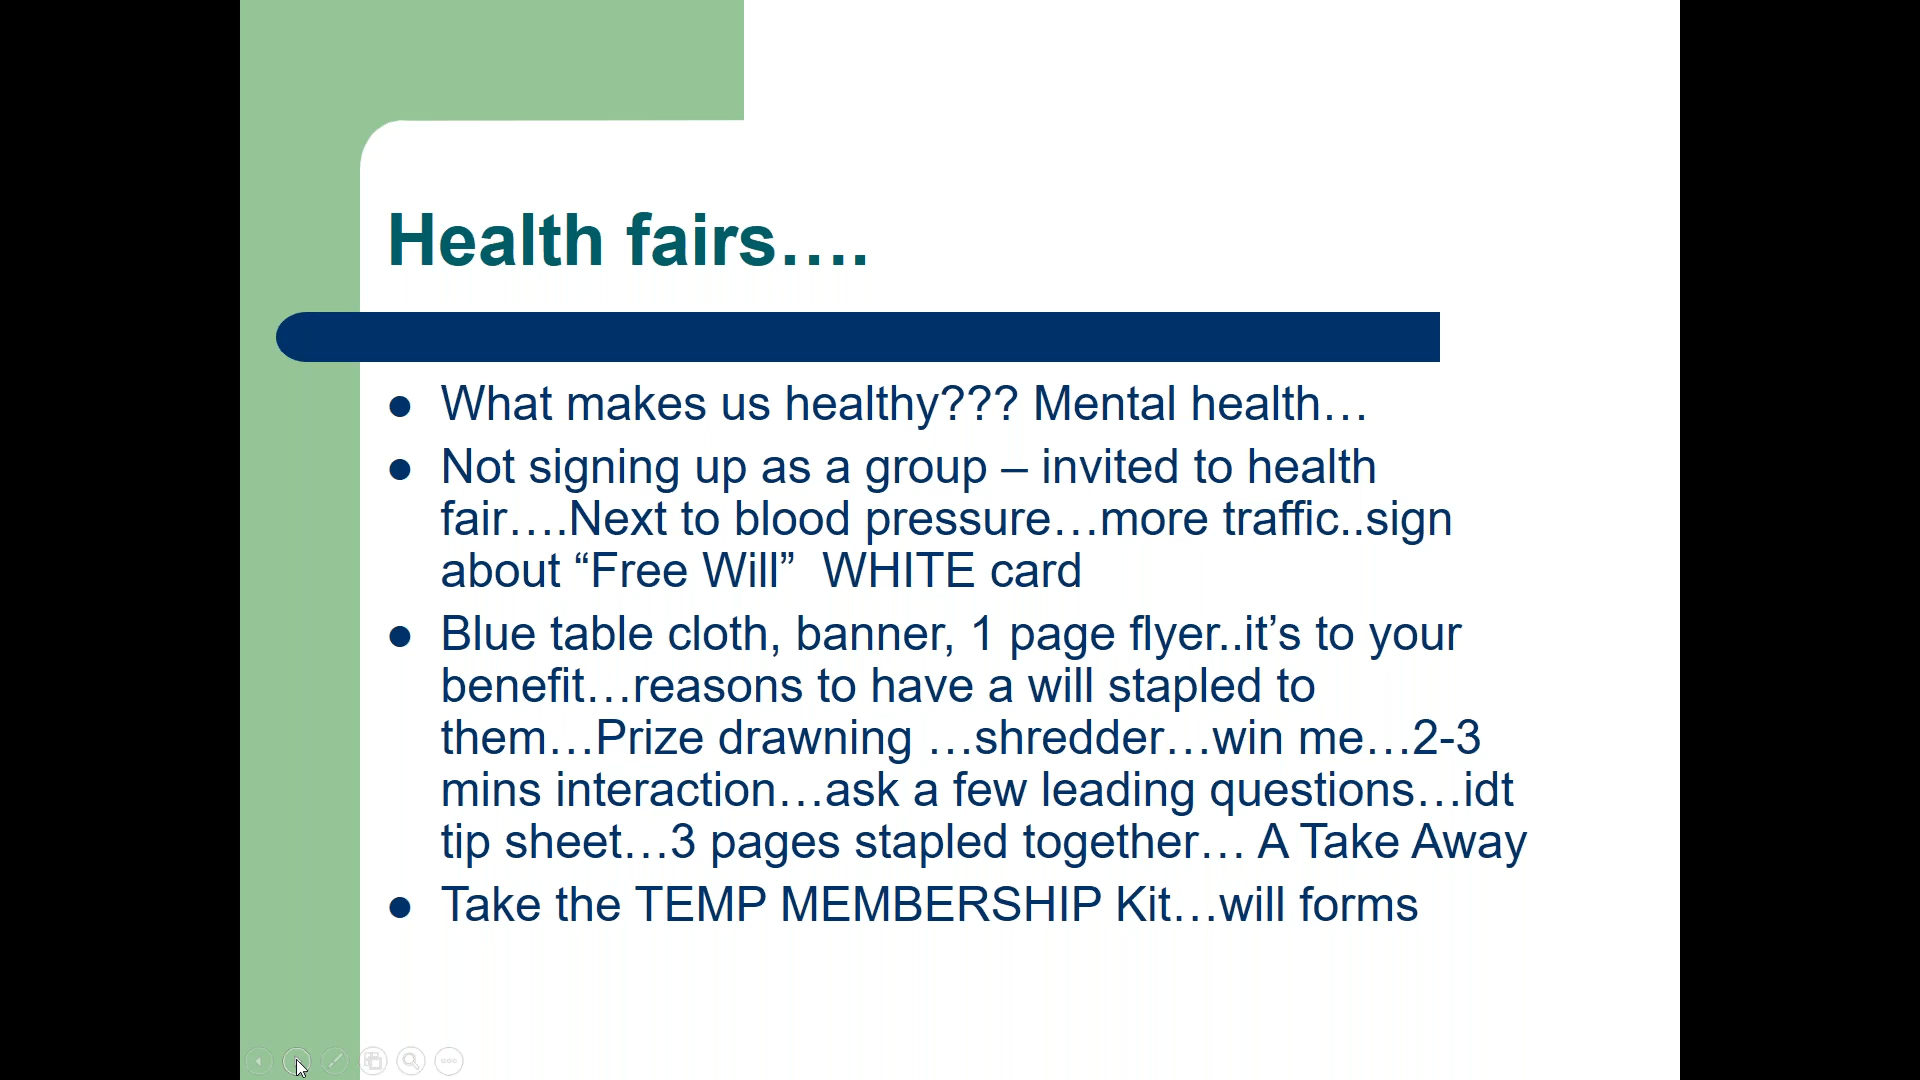 Health fairs….
What makes us healthy??? Mental health…
Not signing up as a group – invited to health
fair….Next to blood pressure…more traffic..sign
about “Free Will”  WHITE card
Blue table cloth, banner, 1 page flyer..it’s to your
benefit…reasons to have a will stapled to
them…Prize drawning …shredder…win me…2-3
mins interaction…ask a few leading questions…idt
tip sheet…3 pages stapled together… A Take Away
Take the TEMP MEMBERSHIP Kit…will forms